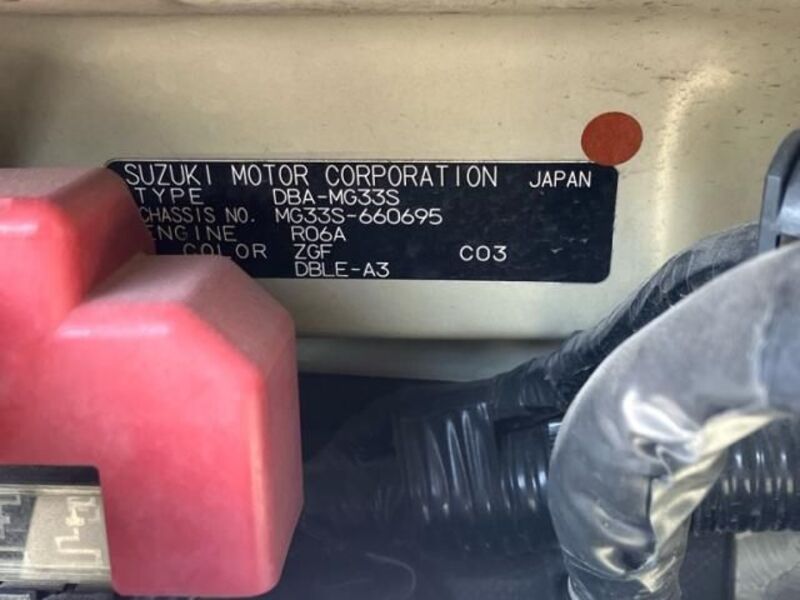 SUZUKI MOTOR CORPORATION JAPAN
TYPE DBA-MG33S
CHASSIS NO. MG33S-660695
ENGINE R06A
COLOR ZGF C03
DBLE-A3